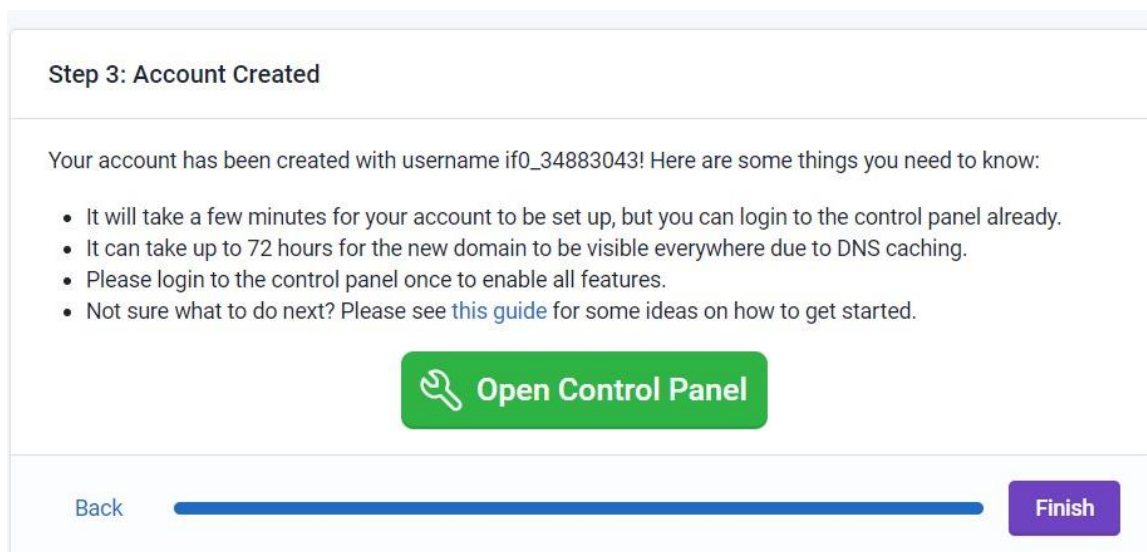 Step 3: Account Created
Your account has been created with username if0_34883043! Here are some things you need to know:
• It will take a few minutes for your account to be set up, but you can login to the control panel already.
• It can take up to 72 hours for the new domain to be visible everywhere due to DNS caching.
• Please login to the control panel once to enable all features.
• Not sure what to do next? Please see this guide for some ideas on how to get started.
Open Control Panel
Back
Finish